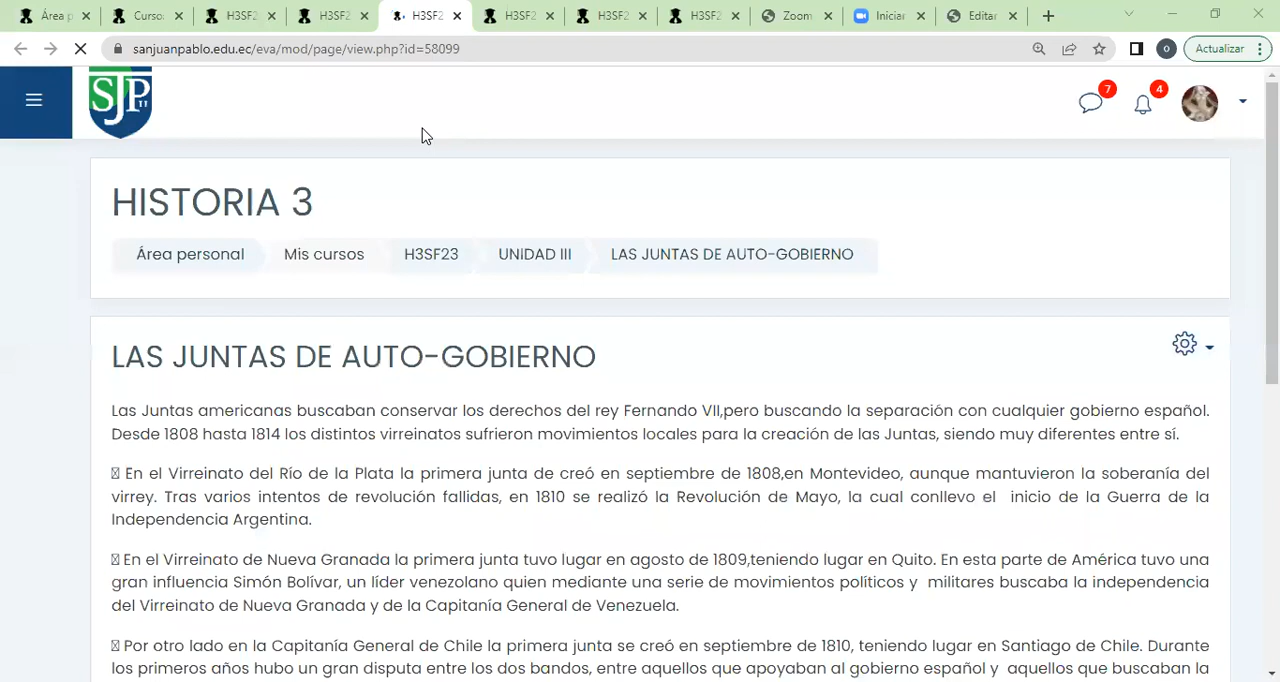 Área p
Curso:
H3SF2
H3SF2
H3SF2
H3SF2
H3SF2
H3SF2
Zoom
Iniciar
Editar
sanjuanpablo.edu.ec/eva/mod/page/view.php?id=58099
o
Actualizar
SJP II
7
4
HISTORIA 3
Área personal
Mis cursos
H3SF23
UNIDAD III
LAS JUNTAS DE AUTO-GOBIERNO
LAS JUNTAS DE AUTO-GOBIERNO
Las Juntas americanas buscaban conservar los derechos del rey Fernando VII,pero buscando la separación con cualquier gobierno español.
Desde 1808 hasta 1814 los distintos virreinatos sufrieron movimientos locales para la creación de las Juntas, siendo muy diferentes entre sí.
En el Virreinato del Río de la Plata la primera junta de creó en septiembre de 1808,en Montevideo, aunque mantuvieron la soberanía del
virrey. Tras varios intentos de revolución fallidas, en 1810 se realizó la Revolución de Mayo, la cual conllevo el inicio de la Guerra de la
Independencia Argentina.
En el Virreinato de Nueva Granada la primera junta tuvo lugar en agosto de 1809,teniendo lugar en Quito. En esta parte de América tuvo una
gran influencia Simón Bolívar, un líder venezolano quien mediante una serie de movimientos políticos y militares buscaba la independencia
del Virreinato de Nueva Granada y de la Capitanía General de Venezuela.
Por otro lado en la Capitanía General de Chile la primera junta se creó en septiembre de 1810, teniendo lugar en Santiago de Chile. Durante
los primeros años hubo un gran disputa entre los dos bandos, entre aquellos que apoyaban al gobierno español y aquellos que buscaban la